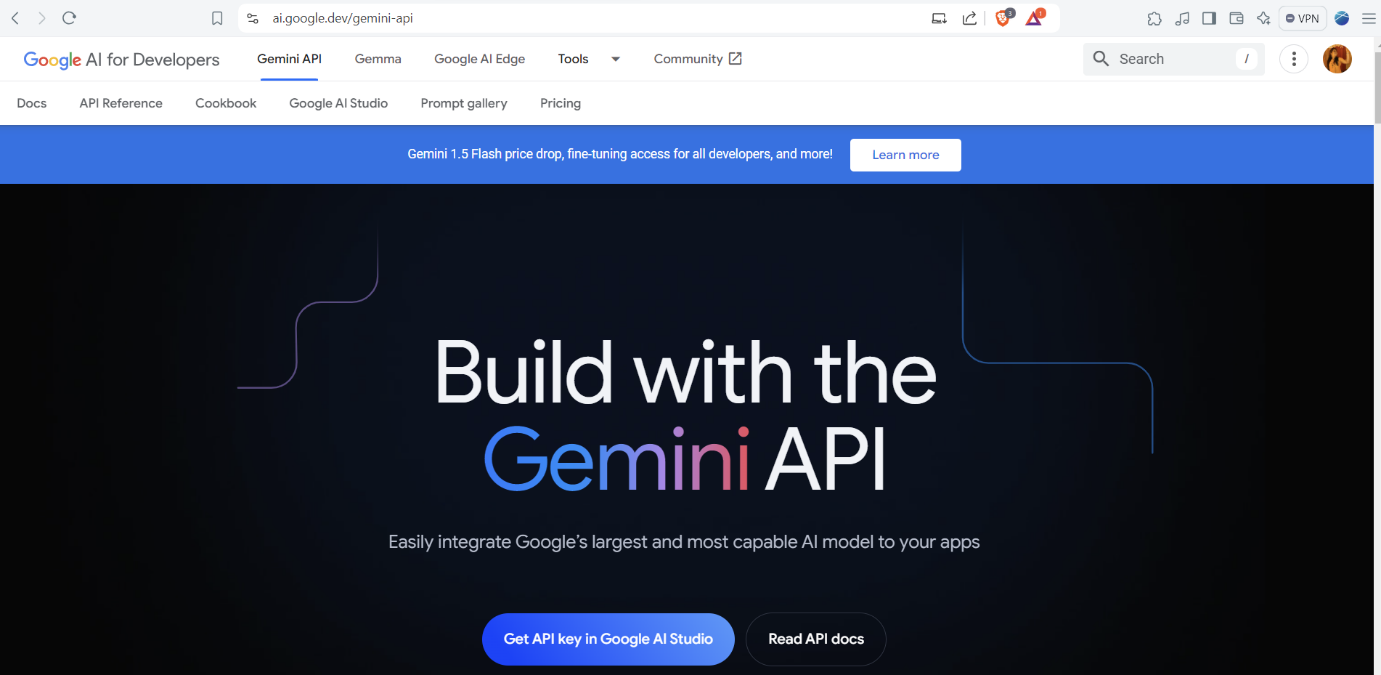 ai.google.dev/gemini-api
3
1
VPN
Google AI for Developers
Gemini API
Gemma
Google AI Edge
Tools
Community
Search
/
Docs
API Reference
Cookbook
Google AI Studio
Prompt gallery
Pricing
Gemini 1.5 Flash price drop, fine-tuning access for all developers, and more!
Learn more
Build with the
Gemini API
Easily integrate Google's largest and most capable AI model to your apps
Get API key in Google AI Studio
Read API docs